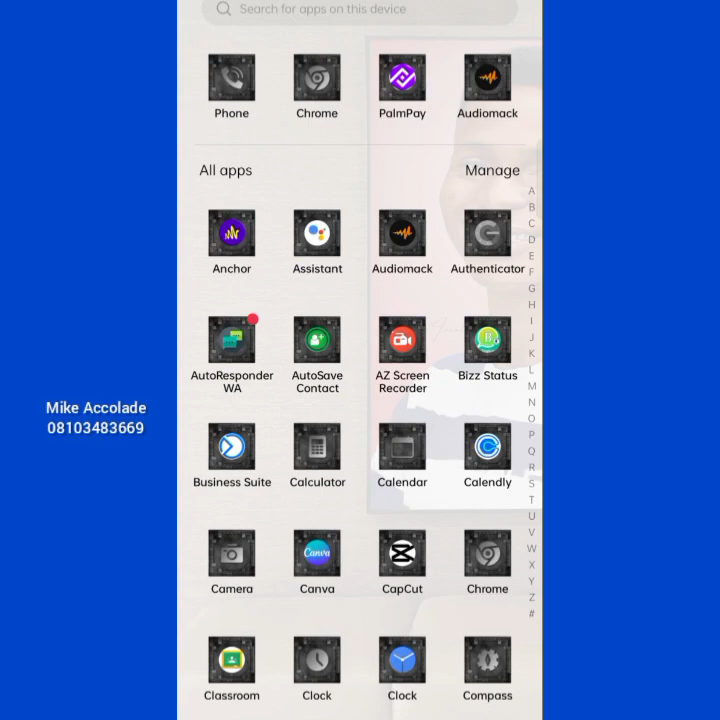 Search for apps on this device
Phone
Chrome
PalmPay
Audiomack
All apps
Manage
Anchor
Assistant
Audiomack
Authenticator
AutoResponder
WA
AutoSave
Contact
AZ Screen
Recorder
Bizz Status
B
Business Suite
Calculator
Calendar
Calendly
Canva
Camera
Canva
CapCut
Chrome
Classroom
Clock
Clock
Compass
A
B
C
D
E
F
G
H
I
J
K
L
M
N
O
P
Q
R
S
T
U
V
W
X
Y
Z
#
Mike Accolade
08103483669